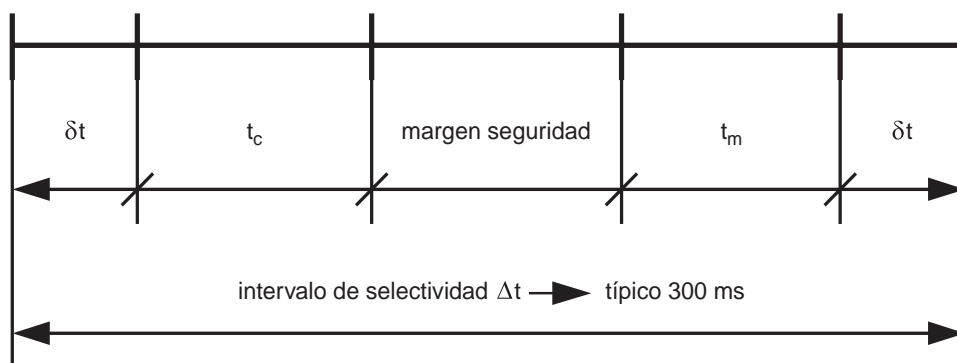 δt t_c margen seguridad t_m δt
intervalo de selectividad Δt → típico 300 ms